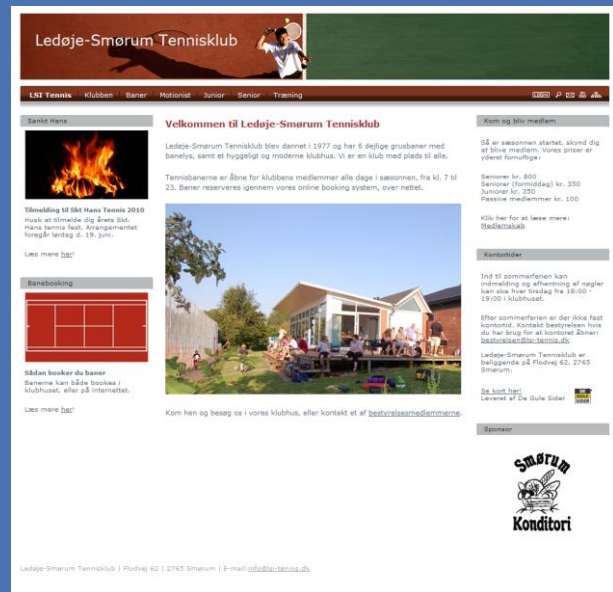 Ledøje-Smørum Tennisklub
LSI Tennis Klubben Baner Motionist Junior Senior Træning
LOGIN
Sankt Hans
Tilmelding til Skt Hans Tennis 2010
Husk at tilmelde dig årets Skt.
Hans tennis fest. Arrangementet
foregår lørdag d. 19. juni.
Læs mere her!
Banebooking
Sådan booker du baner
Banerne kan både bookes i
klubhuset, eller på internettet.
Læs mere her!
Velkommen til Ledøje-Smørum Tennisklub
Ledøje-Smørum Tennisklub blev dannet i 1977 og har 6 dejlige grusbaner med
banelys, samt et hyggeligt og moderne klubhus. Vi er en klub med plads til alle.
Tennisbanerne er åbne for klubbens medlemmer alle dage i sæsonnen, fra kl. 7 til
23. Baner reserveres igennem vores online booking system, over nettet.
Kom hen og besøg os i vores klubhus, eller kontakt et af bestyrelsesmedlemmerne.
Kom og bliv medlem
Så er sæsonnen startet, skynd dig
at blive medlem. Vores priser er
yderst fornuftige:
Seniorer kr. 800
Seniorer (formiddag) kr. 350
Juniorer kr. 350
Passive medlemmer kr. 100
Klik her for at læse mere:
Medlemskab
Kontortider
Ind til sommerferien kan
indmelding og afhentning af nøgler
kan ske hver tirsdag fra 18:00 -
19:00 i klubhuset.
Efter sommerferien er der ikke fast
kontortid. Kontakt bestyrelsen hvis
du har brug for at kontoret åbner:
bestyrelsen@lsi-tennis.dk
Ledøje-Smørum Tennisklub er
beliggende på Flodvej 62, 2765
Smørum.
Se kort her!
Leveret af De Gule Sider
DE GULE SIDER
Sponsor
Smørum
Konditori
Ledøje-Smørum Tennisklub | Flodvej 62 | 2765 Smørum | E-mail:info@lsi-tennis.dk